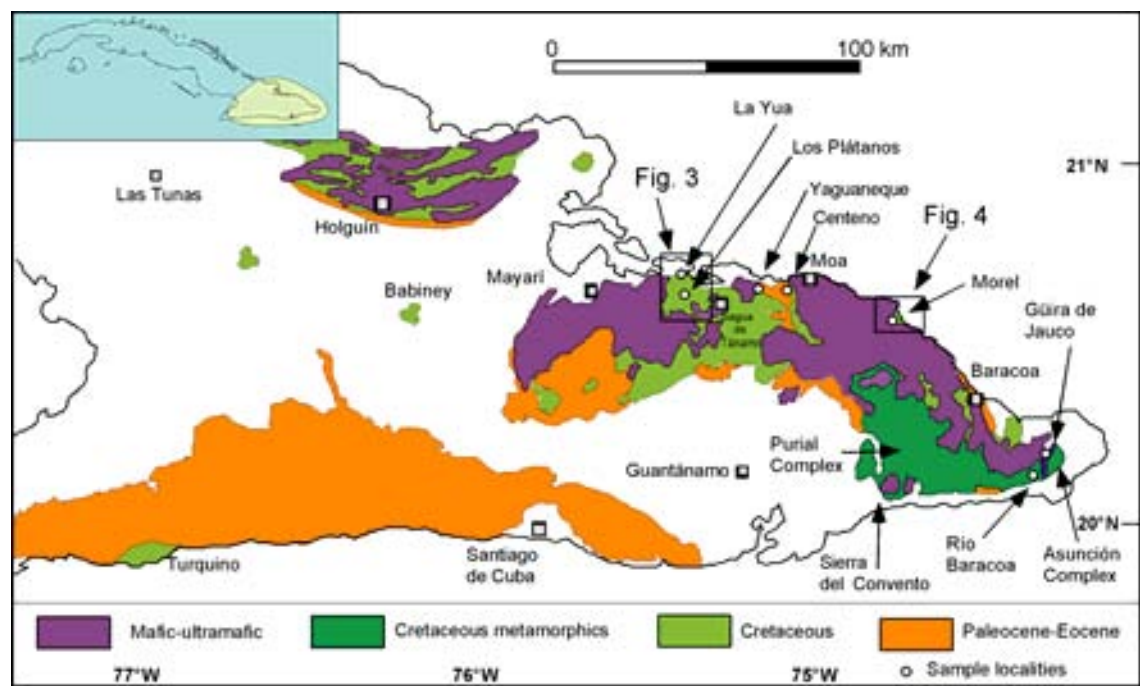 0 100 km
La Yua
Los Plátanos
21°N
Fig. 3
Yaguaneque
Las Tunas
Fig. 4
Centeno
Holguín
Moa
Mayarí
Morel
Babiney
Güira de
Jauco
Tánamo
Baracoa
Purial
Complex
Guantánamo
20°N
Turquino
Santiago
de Cuba
Sierra
del Convento
Río
Baracoa
Asunción
Complex
Mafic-ultramafic
Cretaceous metamorphics
Cretaceous
Paleocene-Eocene
Sample localities
77°W
76°W
75°W